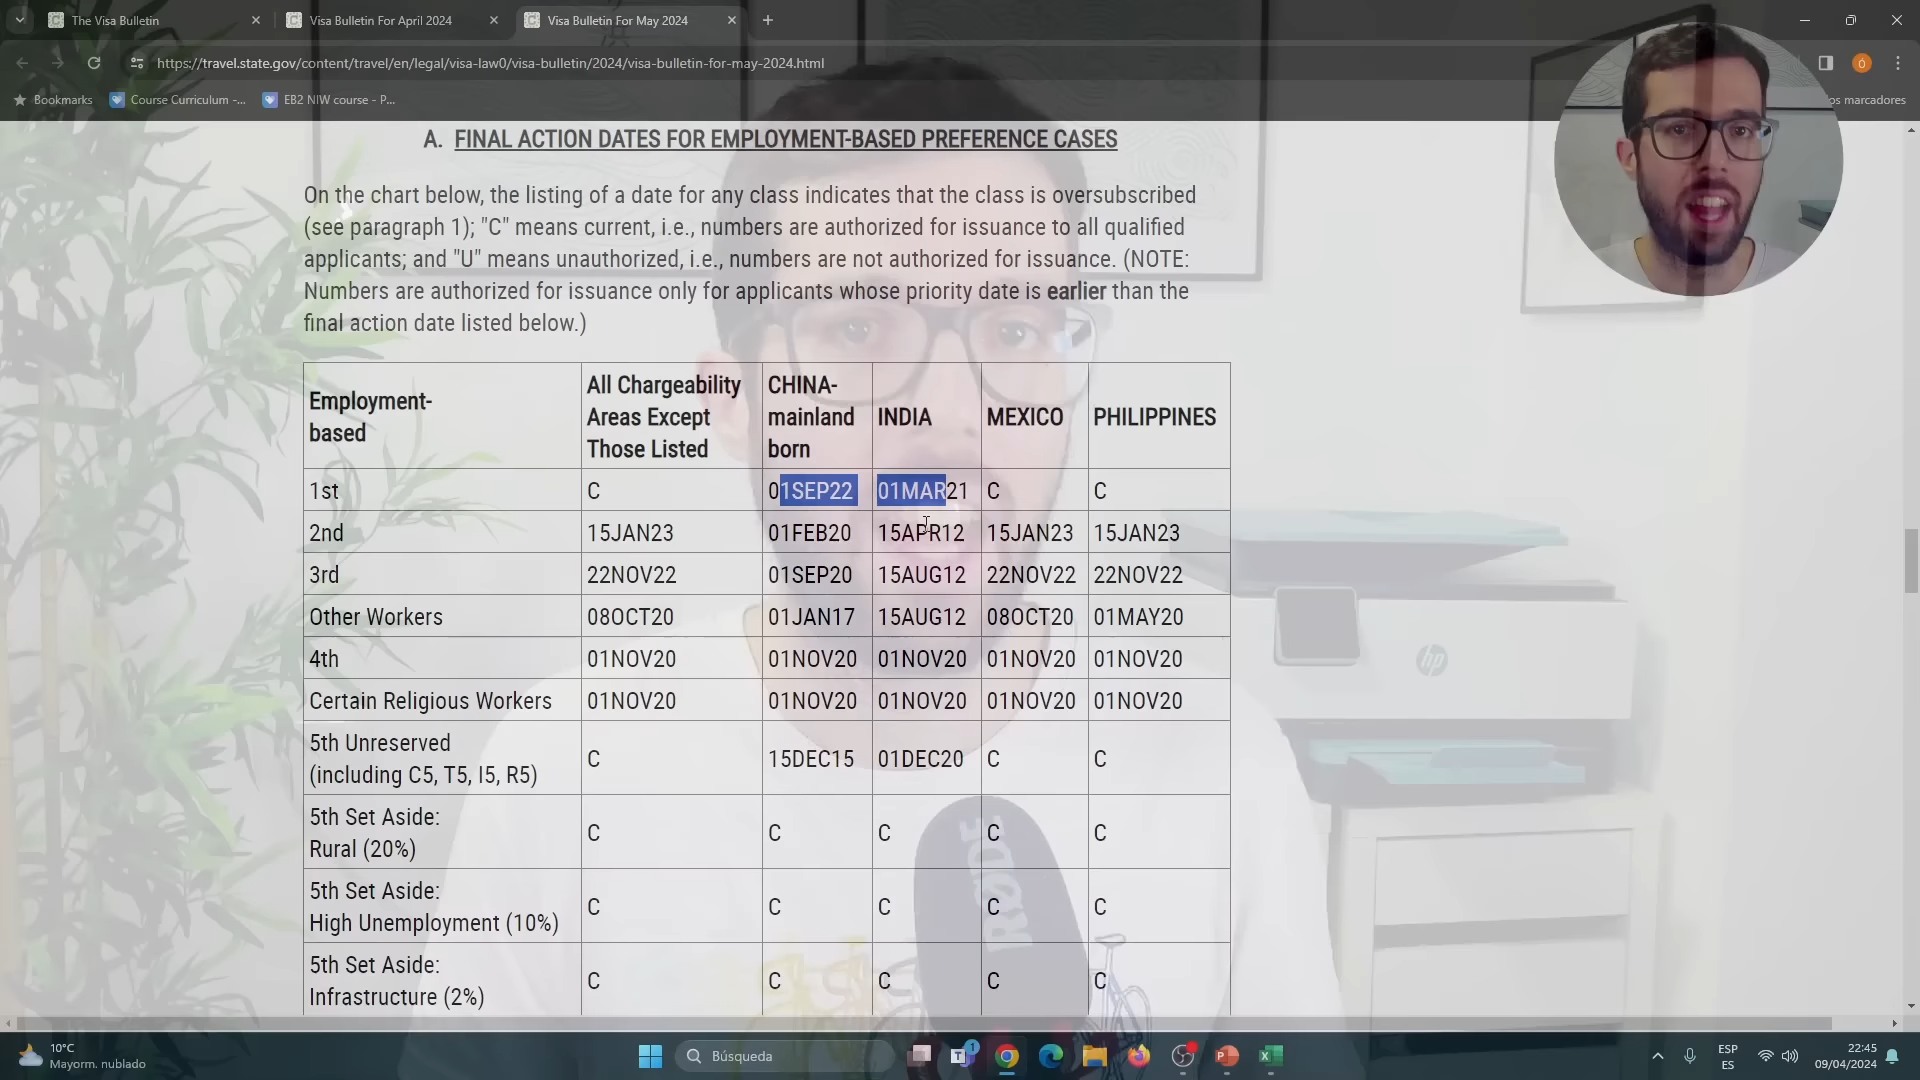 The Visa Bulletin
Visa Bulletin For April 2024
Visa Bulletin For May 2024
https://travel.state.gov/content/travel/en/legal/visa-law0/visa-bulletin/2024/visa-bulletin-for-may-2024.html
Bookmarks
Course Curriculum -...
EB2 NIW course - P...
os marcadores
A. FINAL ACTION DATES FOR EMPLOYMENT-BASED PREFERENCE CASES
On the chart below, the listing of a date for any class indicates that the class is oversubscribed
(see paragraph 1); "C" means current, i.e., numbers are authorized for issuance to all qualified
applicants; and "U" means unauthorized, i.e., numbers are not authorized for issuance. (NOTE:
Numbers are authorized for issuance only for applicants whose priority date is earlier than the
final action date listed below.)
Employment-
based
All Chargeability
Areas Except
Those Listed
CHINA-
mainland
born
INDIA
MEXICO
PHILIPPINES
1st C 01SEP22 01MAR21 C C
2nd 15JAN23 01FEB20 15APR12 15JAN23 15JAN23
3rd 22NOV22 01SEP20 15AUG12 22NOV22 22NOV22
Other Workers 08OCT20 01JAN17 15AUG12 08OCT20 01MAY20
4th 01NOV20 01NOV20 01NOV20 01NOV20 01NOV20
Certain Religious Workers 01NOV20 01NOV20 01NOV20 01NOV20 01NOV20
5th Unreserved
(including C5, T5, I5, R5)
C 15DEC15 01DEC20 C C
5th Set Aside:
Rural (20%)
C C C C C
5th Set Aside:
High Unemployment (10%)
C C C C C
5th Set Aside:
Infrastructure (2%)
C C C C C
RØDE
hp
10°C
Mayorm. nublado
Búsqueda
1
ESP
ES
22:45
09/04/2024